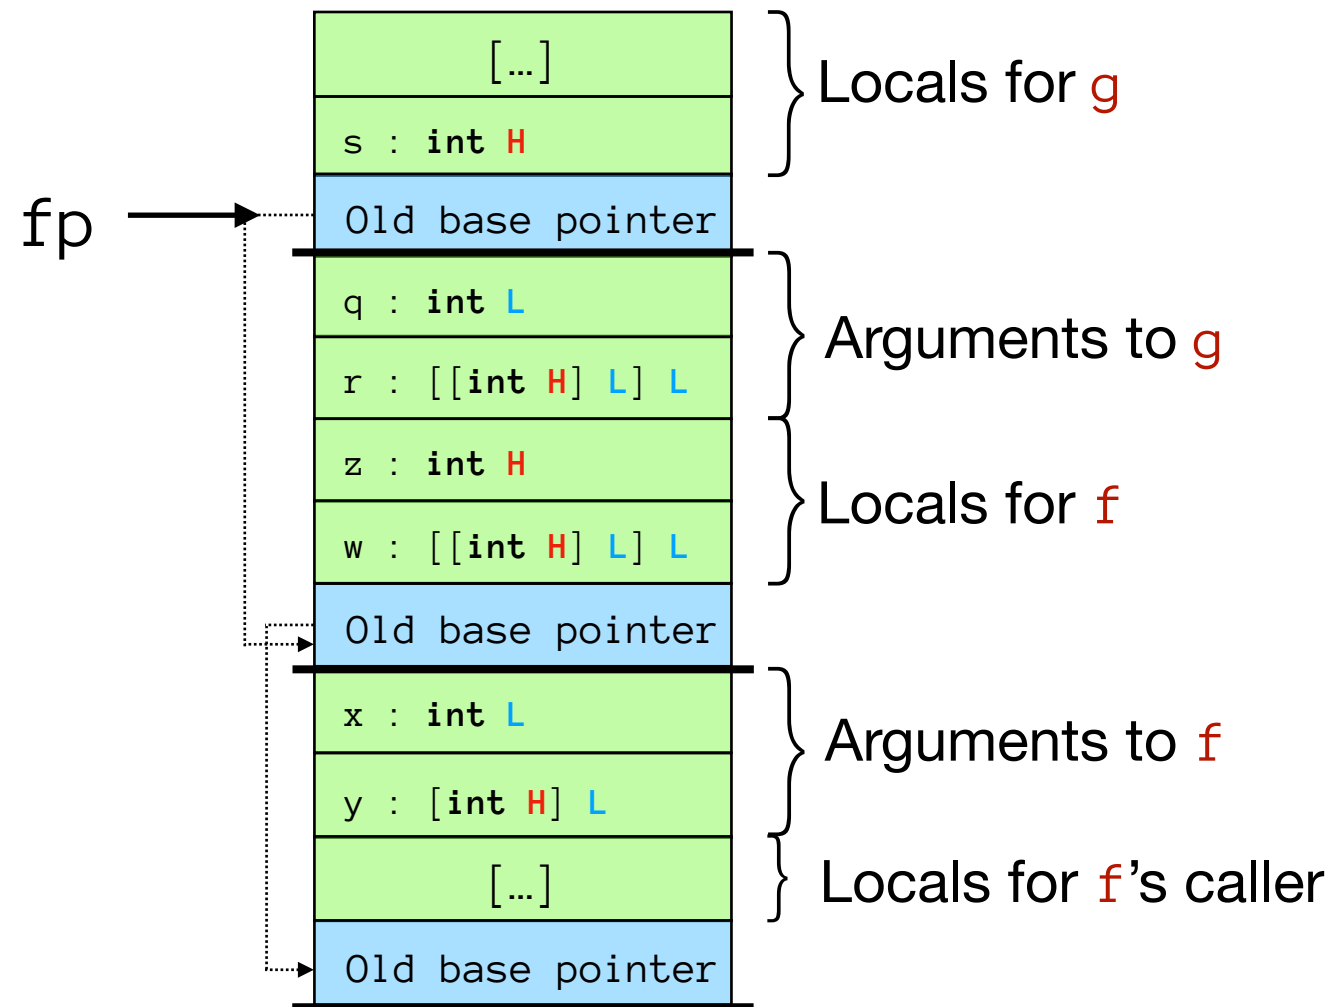 […]
Locals for g
s : int H
fp
Old base pointer
q : int L
Arguments to g
r : [[int H] L] L
z : int H
Locals for f
w : [[int H] L] L
Old base pointer
x : int L
Arguments to f
y : [int H] L
[…]
Locals for f’s caller
Old base pointer